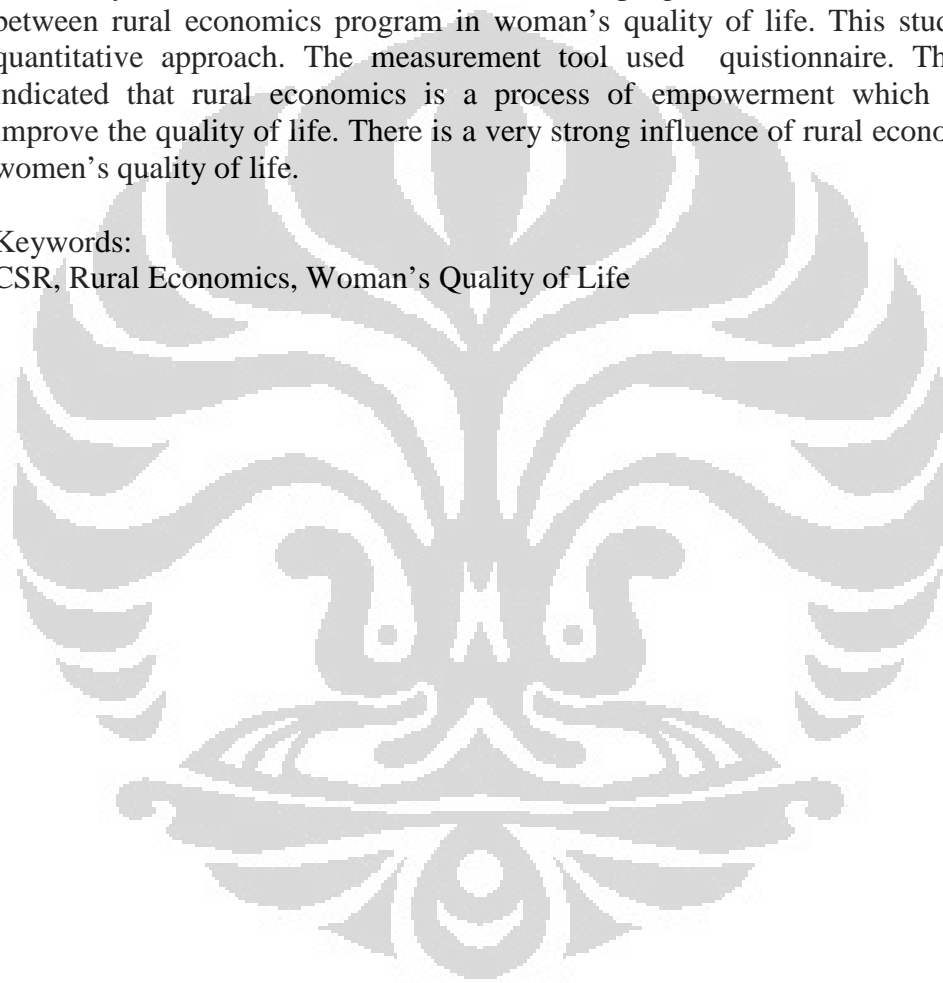 between rural economics program in woman’s quality of life. This stud
quantitative approach. The measurement tool used quistionnaire. Th
indicated that rural economics is a process of empowerment which
improve the quality of life. There is a very strong influence of rural econo
women’s quality of life.
Keywords:
CSR, Rural Economics, Woman’s Quality of Life